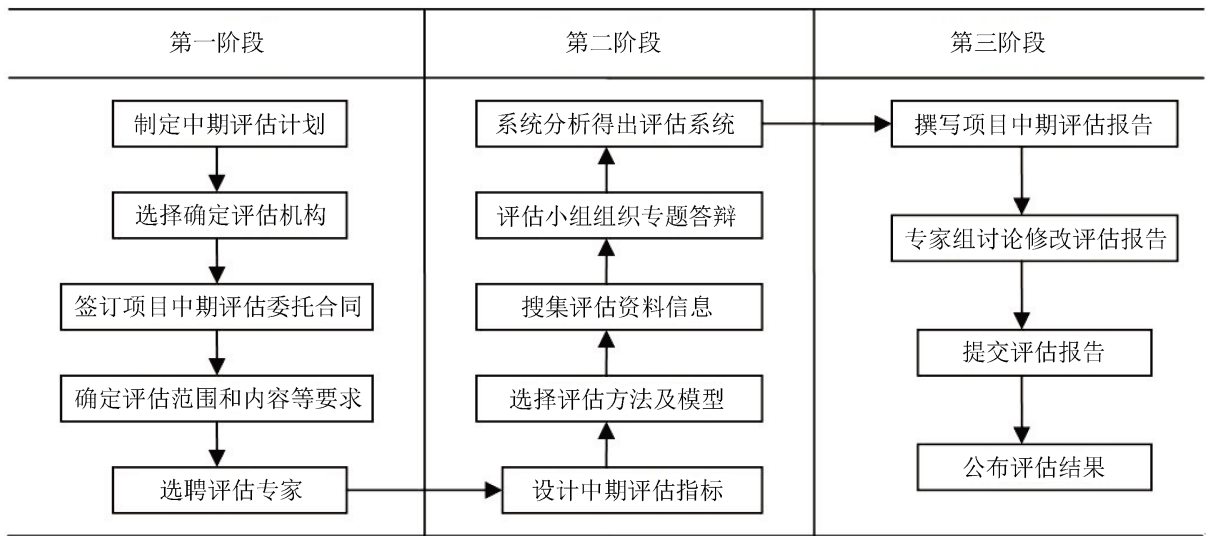 第一阶段
第二阶段
第三阶段
制定中期评估计划
选择确定评估机构
签订项目中期评估委托合同
确定评估范围和内容等要求
选聘评估专家
设计中期评估指标
选择评估方法及模型
搜集评估资料信息
评估小组组织专题答辩
系统分析得出评估系统
撰写项目中期评估报告
专家组讨论修改评估报告
提交评估报告
公布评估结果